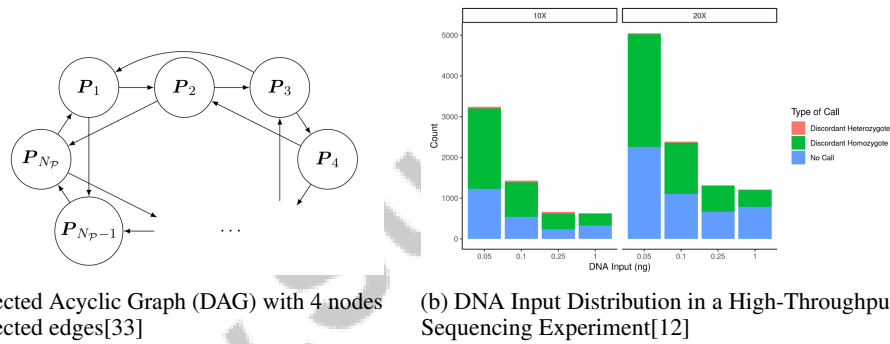 P1
P2
P3
P4
PNP
PNP−1
...
10X
20X
5000
4000
3000
2000
1000
0
Count
0.05 0.1 0.25 1 0.05 0.1 0.25 1
DNA Input (ng)
Type of Call
Discordant Heterozygote
Discordant Homozygote
No Call
ected Acyclic Graph (DAG) with 4 nodes
ected edges[33]
(b) DNA Input Distribution in a High-Throughpu
Sequencing Experiment[12]